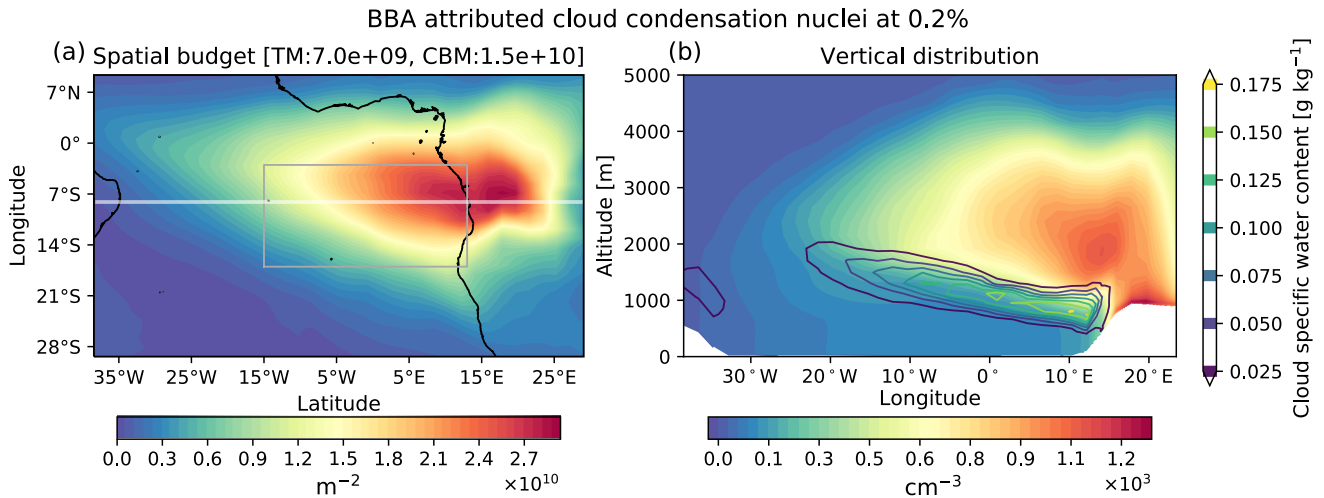 BBA attributed cloud condensation nuclei at 0.2%
(a) Spatial budget [TM:7.0e+09, CBM:1.5e+10]
7°N
0°
7°S
14°S
21°S
28°S
Longitude
35°W 25°W 15°W 5°W 5°E 15°E 25°E
Latitude
0.0 0.3 0.6 0.9 1.2 1.5 1.8 2.1 2.4 2.7
m⁻² ×10¹⁰
(b) Vertical distribution
5000
4000
3000
2000
1000
0
Altitude [m]
30°W 20°W 10°W 0° 10°E 20°E
Longitude
0.0 0.1 0.3 0.4 0.6 0.8 0.9 1.1 1.2
cm⁻³ ×10³
0.175
0.150
0.125
0.100
0.075
0.050
0.025
Cloud specific water content [g kg⁻¹]